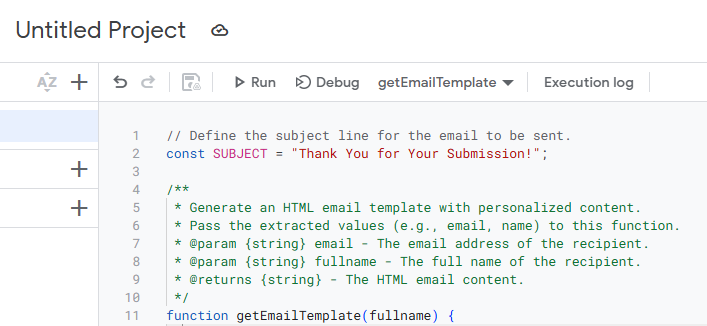 Untitled Project
AZ
Run Debug getEmailTemplate Execution log
1 // Define the subject line for the email to be sent.
2 const SUBJECT = "Thank You for Your Submission!";
3
4 /**
5 * Generate an HTML email template with personalized content.
6 * Pass the extracted values (e.g., email, name) to this function.
7 * @param {string} email - The email address of the recipient.
8 * @param {string} fullname - The full name of the recipient.
9 * @returns {string} - The HTML email content.
10 */
11 function getEmailTemplate(fullname) {